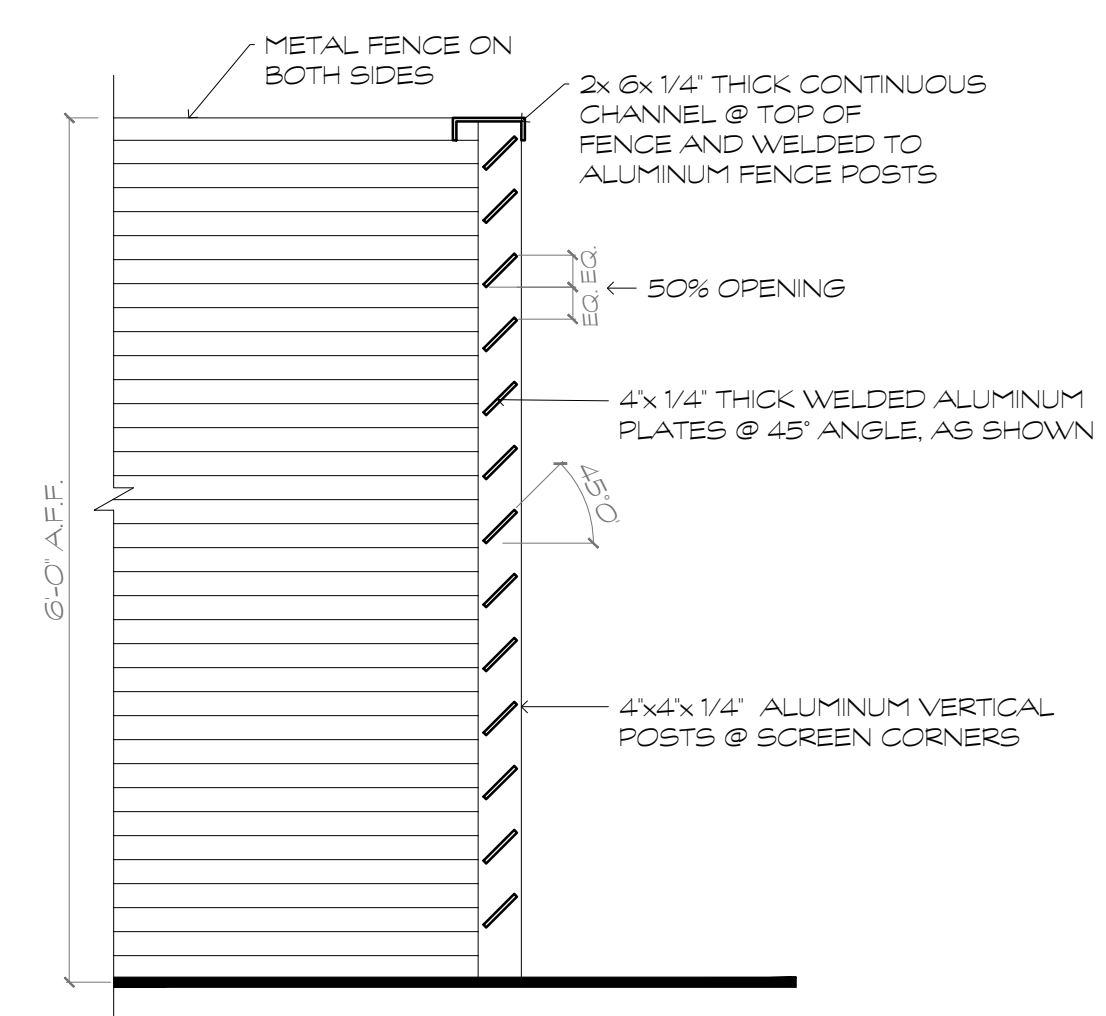 METAL FENCE ON
BOTH SIDES
2x 6x 1/4" THICK CONTINUOUS
CHANNEL @ TOP OF
FENCE AND WELDED TO
ALUMINUM FENCE POSTS
EQ.
EQ.
50% OPENING
4"x 1/4" THICK WELDED ALUMINUM
PLATES @ 45° ANGLE, AS SHOWN
45°0'
6'-0" A.F.F.
4"x4"x 1/4" ALUMINUM VERTICAL
POSTS @ SCREEN CORNERS